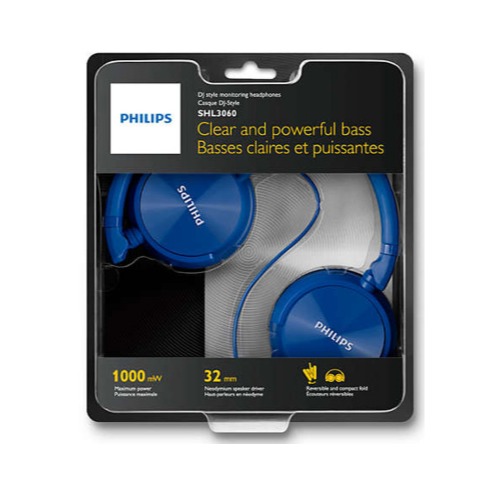 DJ style monitoring headphones
Casque DJ-Style
SHL3060
PHILIPS
Clear and powerful bass
Basses claires et puissantes
PHILIPS
PHILIPS
1000 mW
Maximum power
Puissance maximale
32 mm
Neodymium speaker driver
Haut-parleurs en néodyme
Reversible and compact fold
Écouteurs réversibles